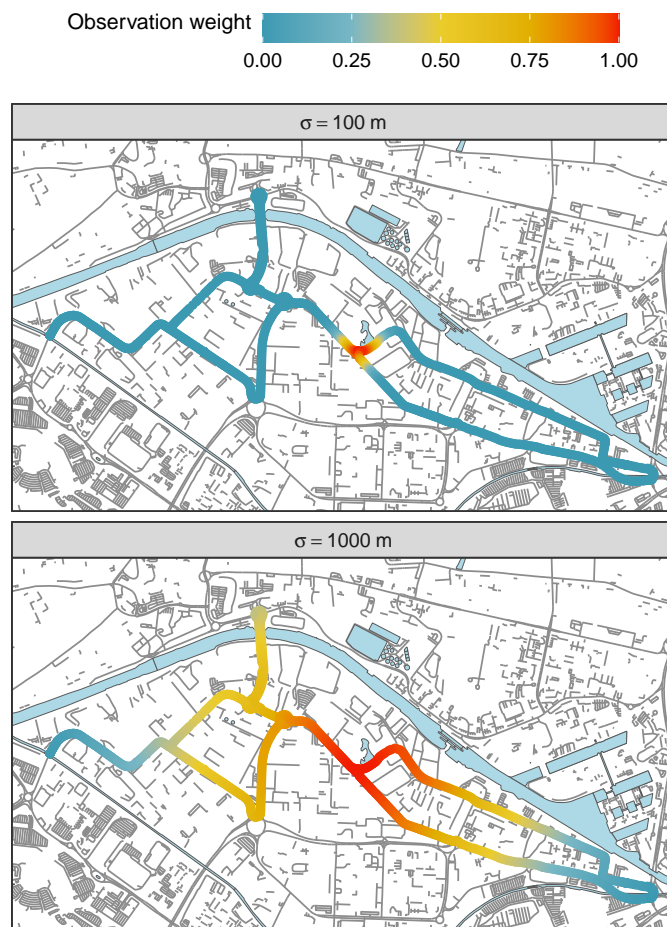 Observation weight
0.00 0.25 0.50 0.75 1.00
σ = 100 m
σ = 1000 m